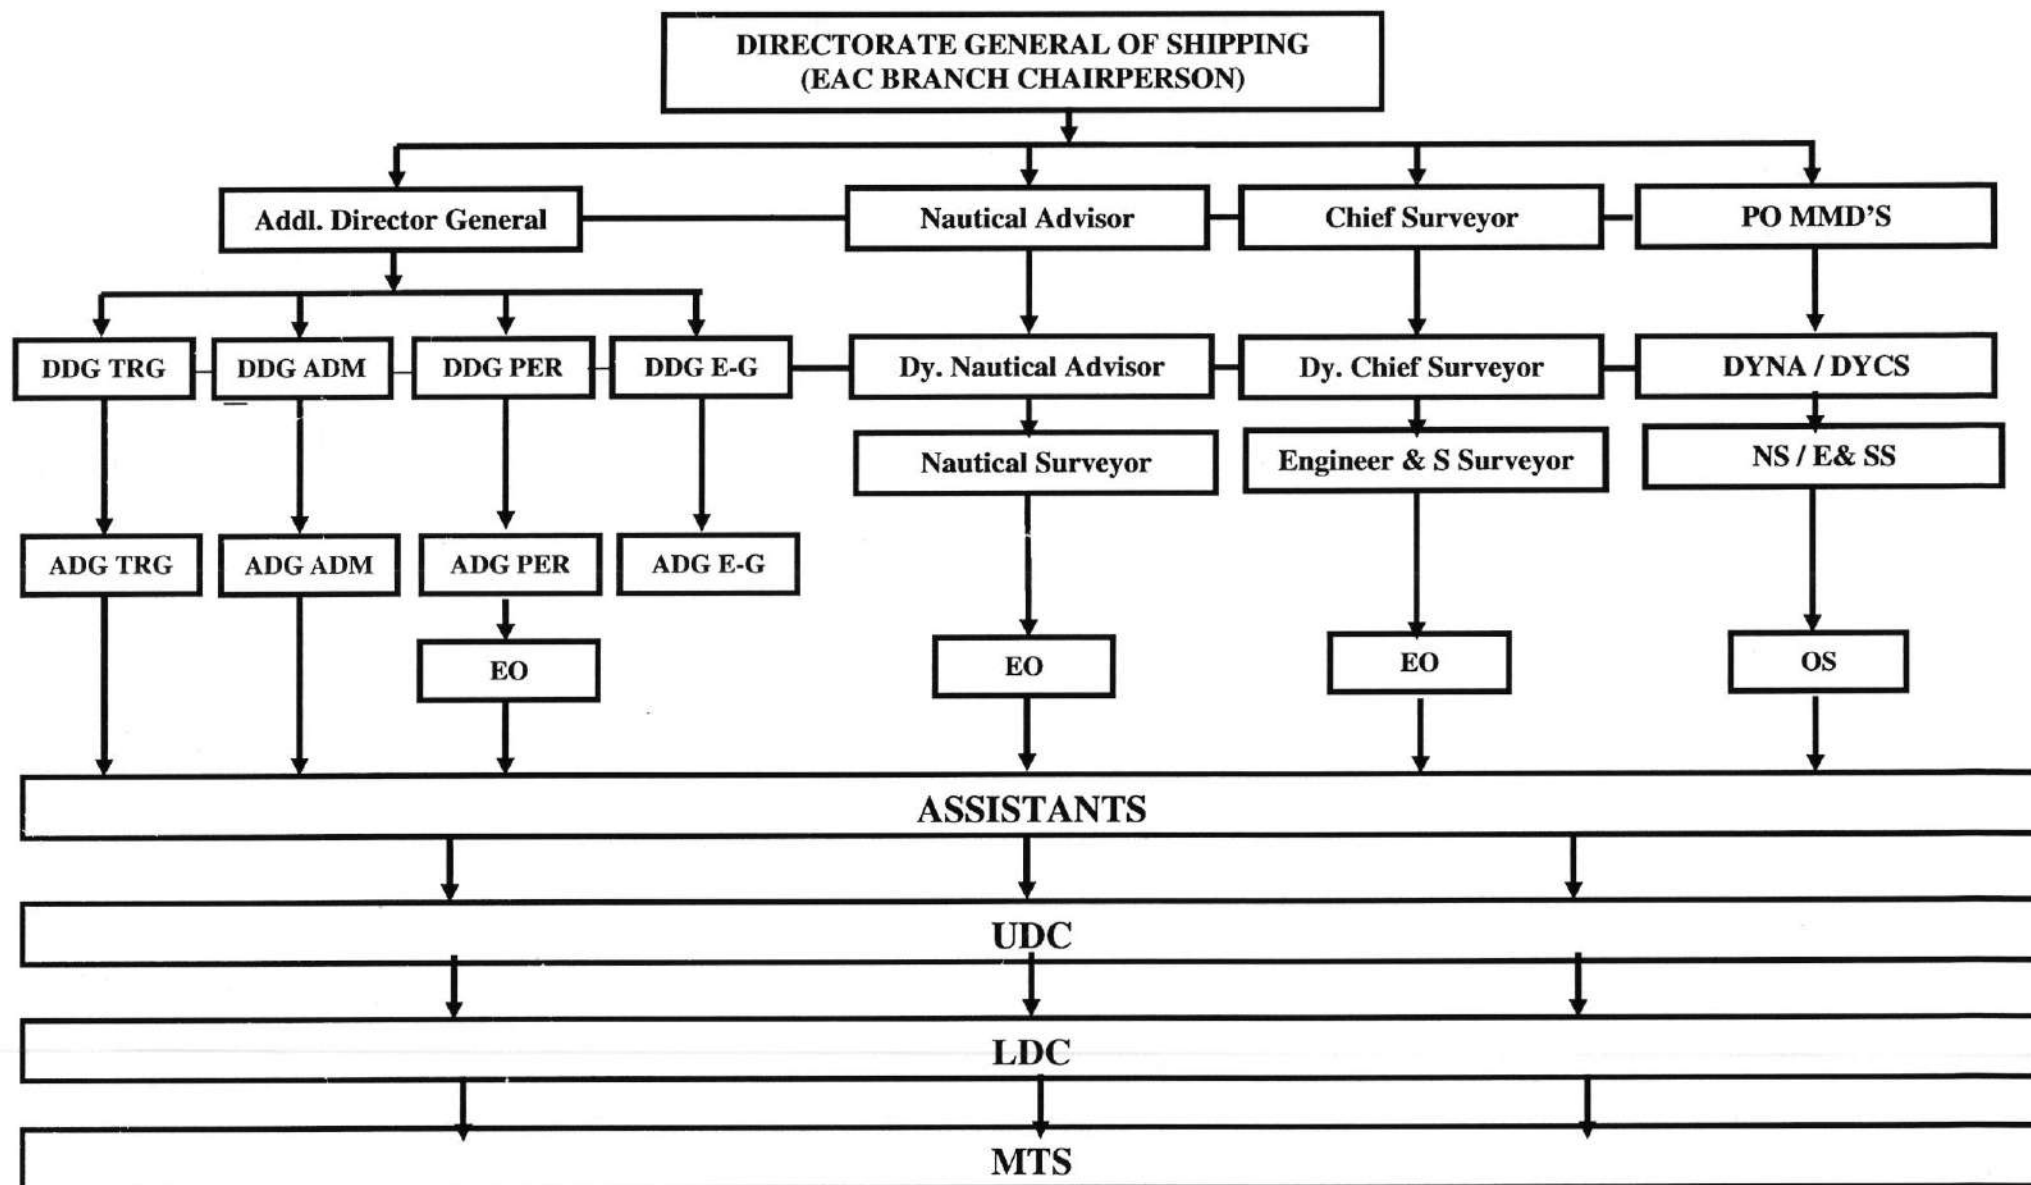 DIRECTORATE GENERAL OF SHIPPING
(EAC BRANCH CHAIRPERSON)
Addl. Director General
Nautical Advisor
Chief Surveyor
PO MMD'S
DDG TRG
DDG ADM
DDG PER
DDG E-G
Dy. Nautical Advisor
Dy. Chief Surveyor
DYNA / DYCS
Nautical Surveyor
Engineer & S Surveyor
NS / E& SS
ADG TRG
ADG ADM
ADG PER
ADG E-G
EO
EO
EO
OS
ASSISTANTS
UDC
LDC
MTS